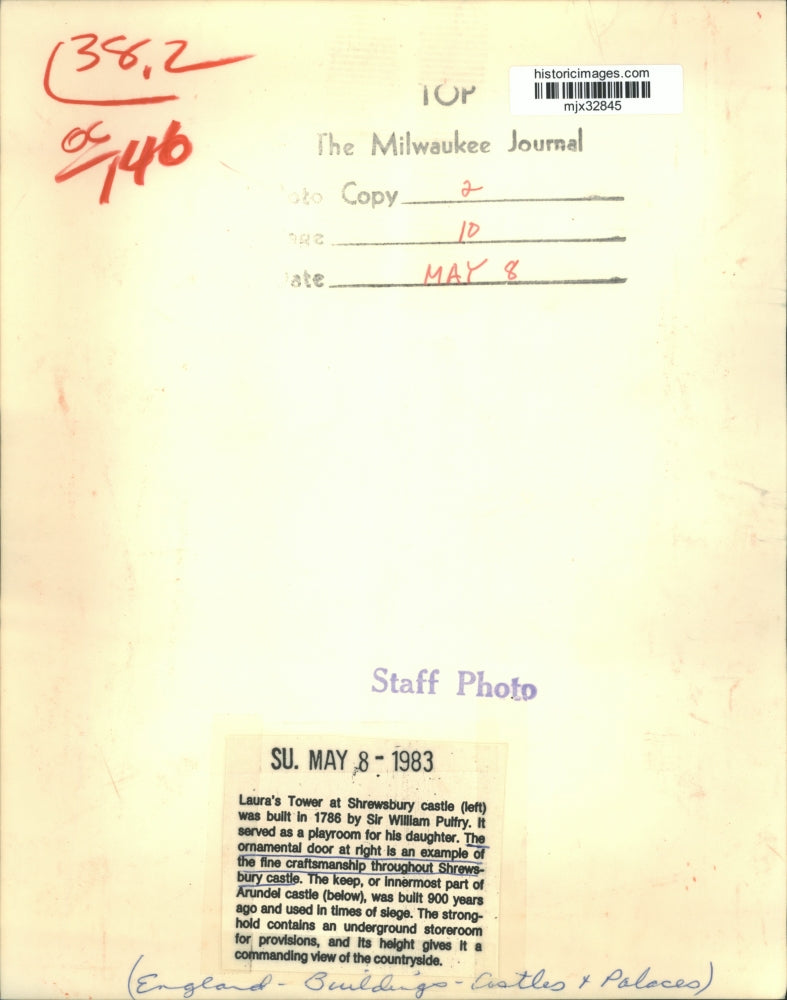 (38,2
historicimages.com
mjx32845
TOP
146
The Milwaukee Journal
Copy 2
10
ate MAY 8
Staff Photo
SU. MAY 8 - 1983
Laura's Tower at Shrewsbury castle (left)
was built in 1786 by Sir William Pulfry. It
served as a playroom for his daughter. The
ornamental door at right is an example of
the fine craftsmanship throughout Shrews-
bury castle. The keep, or innermost part of
Arundel castle (below), was built 900 years
ago and used in times of siege. The strong-
hold contains an underground storeroom
for provisions, and its height gives it a
commanding view of the countryside.
(England - Buildings - Castles & Palaces)